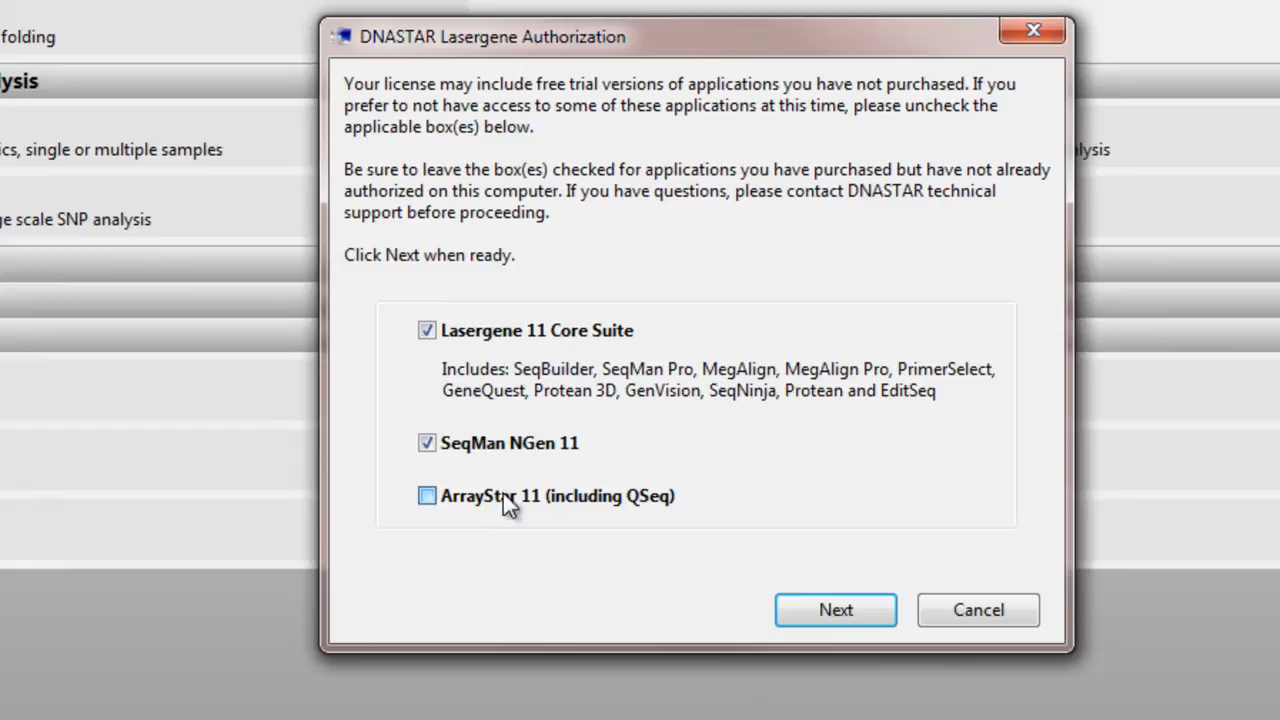 folding
DNASTAR Lasergene Authorization
lysis
Your license may include free trial versions of applications you have not purchased. If you
prefer to not have access to some of these applications at this time, please uncheck the
applicable box(es) below.
ics, single or multiple samples
lysis
Be sure to leave the box(es) checked for applications you have purchased but have not already
authorized on this computer. If you have questions, please contact DNASTAR technical
support before proceeding.
ge scale SNP analysis
Click Next when ready.
Lasergene 11 Core Suite
Includes: SeqBuilder, SeqMan Pro, MegAlign, MegAlign Pro, PrimerSelect,
GeneQuest, Protean 3D, GenVision, SeqNinja, Protean and EditSeq
SeqMan NGen 11
ArrayStar 11 (including QSeq)
Next
Cancel